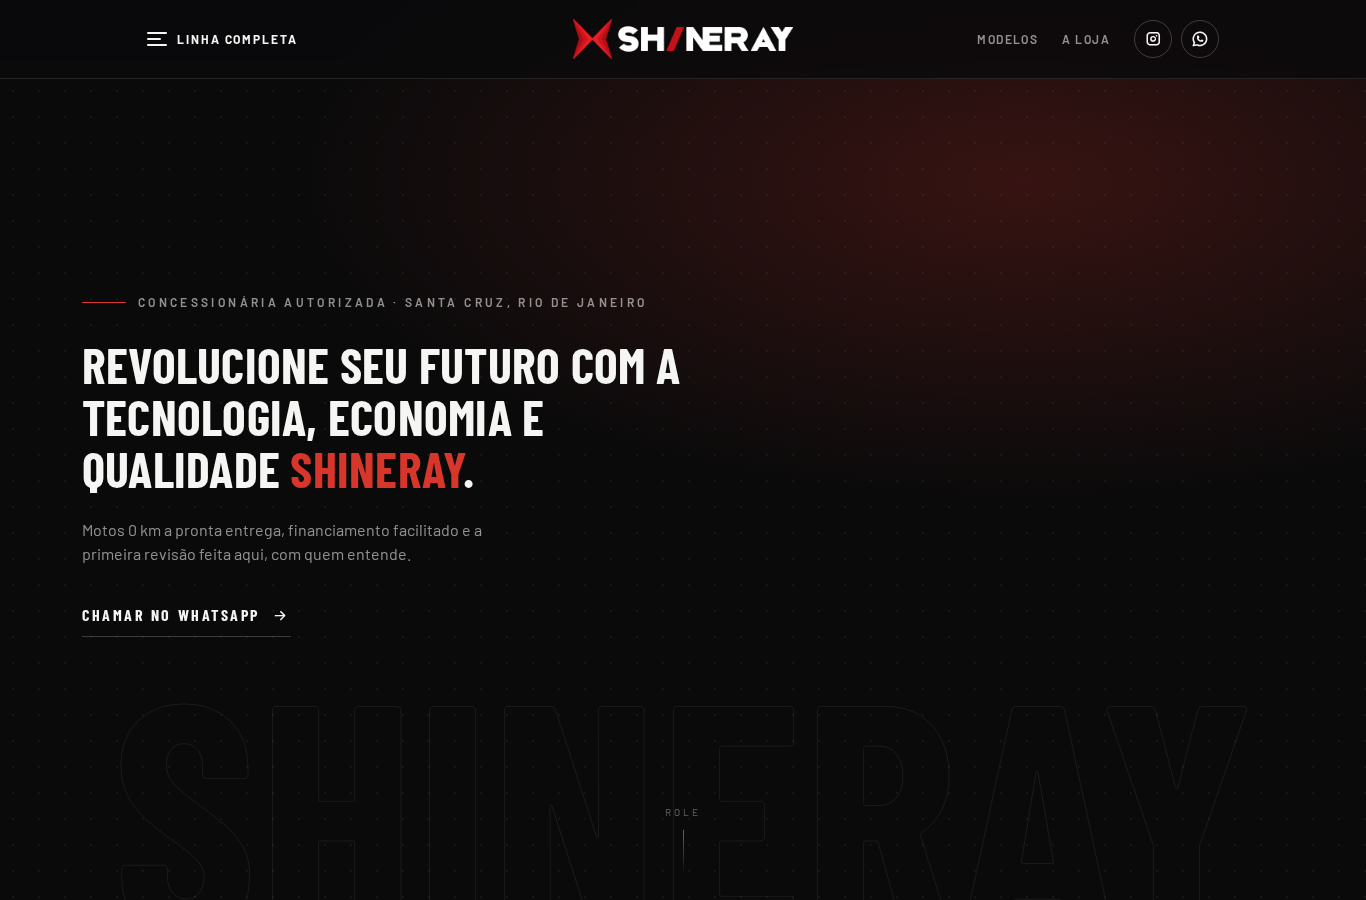 LINHA COMPLETA
SHINERAY
MODELOS
A LOJA
CONCESSIONÁRIA AUTORIZADA · SANTA CRUZ, RIO DE JANEIRO
REVOLUCIONE SEU FUTURO COM A
TECNOLOGIA, ECONOMIA E
QUALIDADE SHINERAY.
Motos 0 km a pronta entrega, financiamento facilitado e a
primeira revisão feita aqui, com quem entende.
CHAMAR NO WHATSAPP →
SHINERAY
ROLE